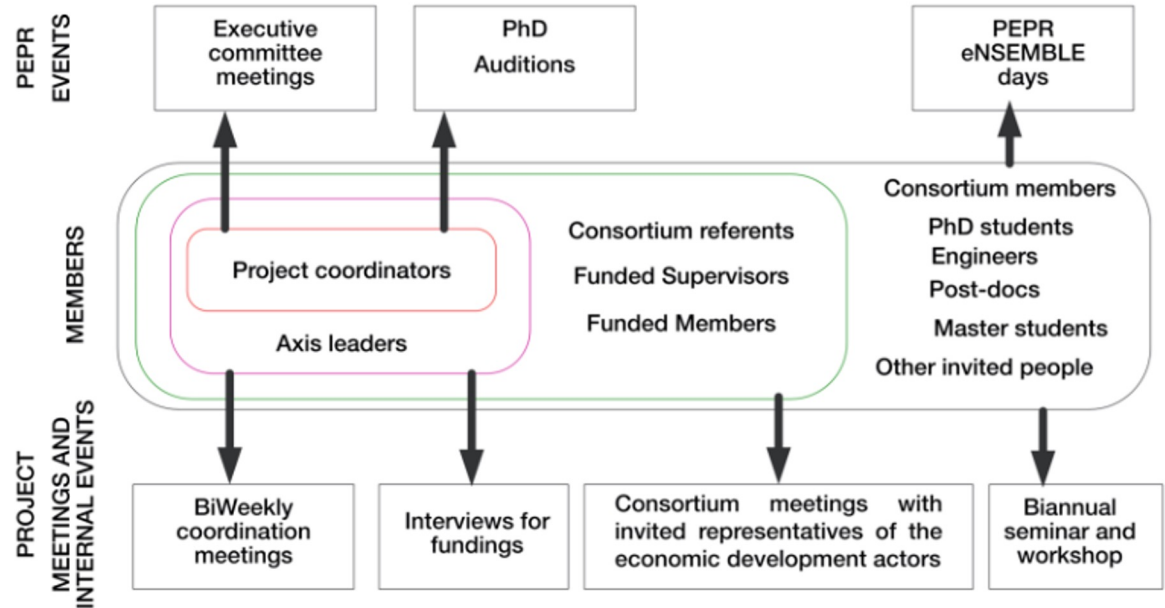 PEPR
EVENTS
Executive
committee
meetings
PhD
Auditions
PEPR
eNSEMBLE
days
MEMBERS
Project coordinators
Axis leaders
Consortium referents
Funded Supervisors
Funded Members
Consortium members
PhD students
Engineers
Post-docs
Master students
Other invited people
PROJECT
MEETINGS AND
INTERNAL EVENTS
BiWeekly
coordination
meetings
Interviews for
fundings
Consortium meetings with
invited representatives of the
economic development actors
Biannual
seminar and
workshop